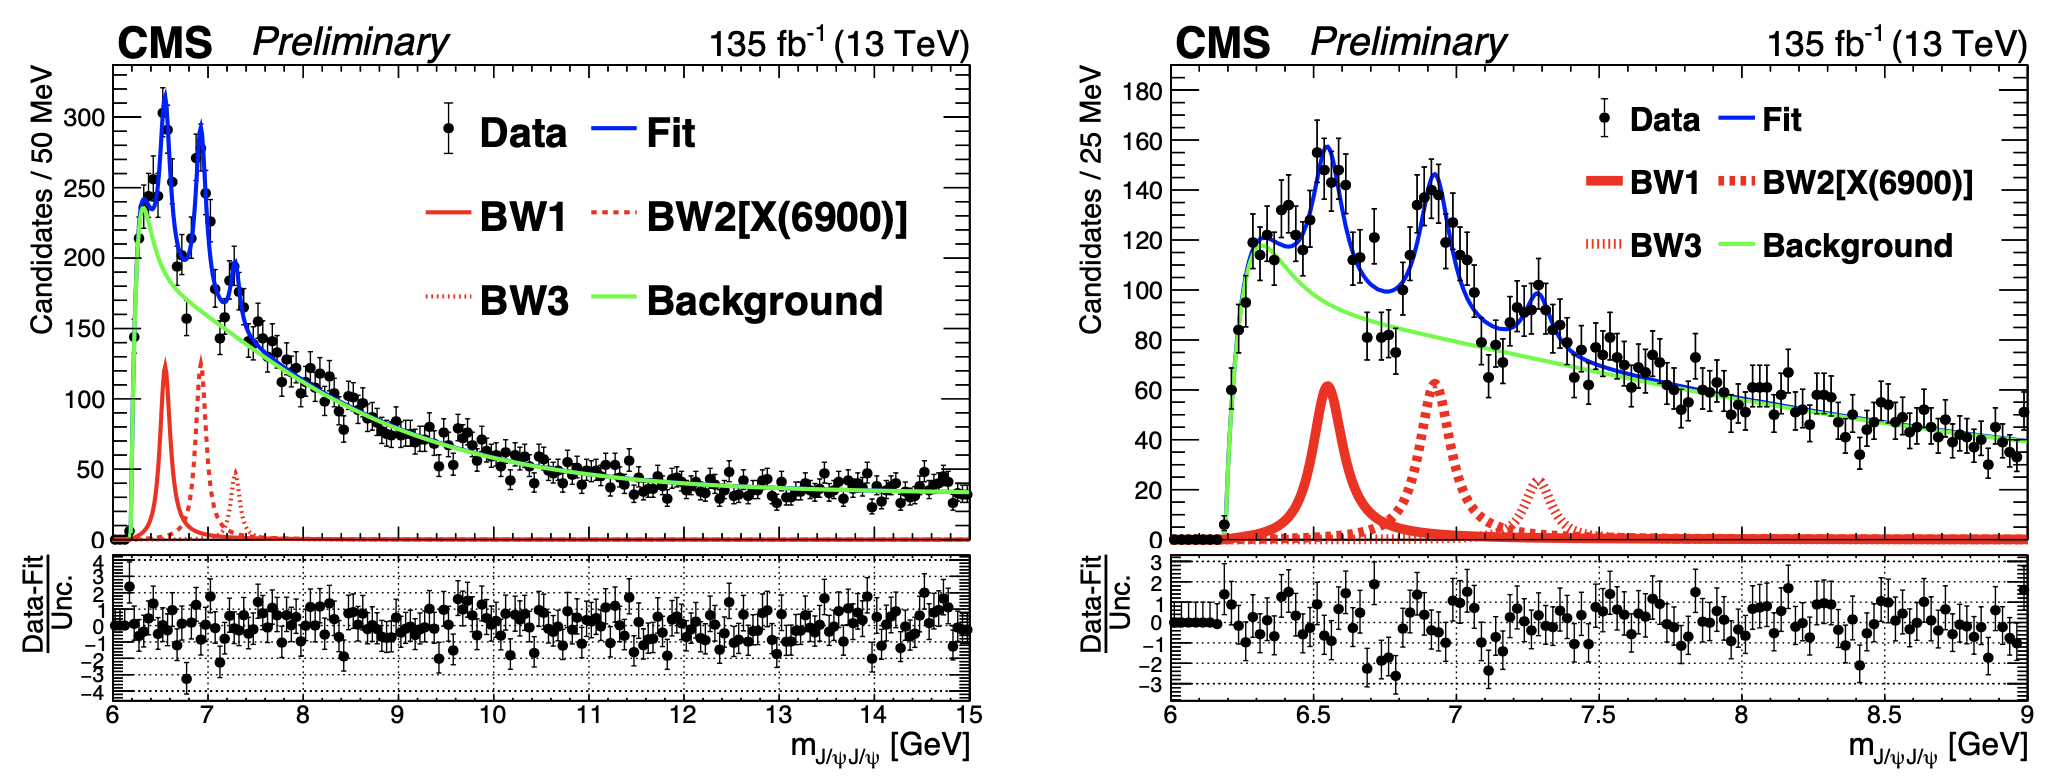 CMS Preliminary 135 fb-1 (13 TeV)
Candidates / 50 MeV
300
250
200
150
100
50
0
Data Fit
BW1 BW2[X(6900)]
BW3 Background
Data-Fit
Unc.
4
3
2
1
0
−1
−2
−3
−4
6 7 8 9 10 11 12 13 14 15
mJ/ψJ/ψ [GeV]
CMS Preliminary 135 fb-1 (13 TeV)
Candidates / 25 MeV
180
160
140
120
100
80
60
40
20
0
Data Fit
BW1 BW2[X(6900)]
BW3 Background
Data-Fit
Unc.
3
2
1
0
−1
−2
−3
6 6.5 7 7.5 8 8.5 9
mJ/ψJ/ψ [GeV]